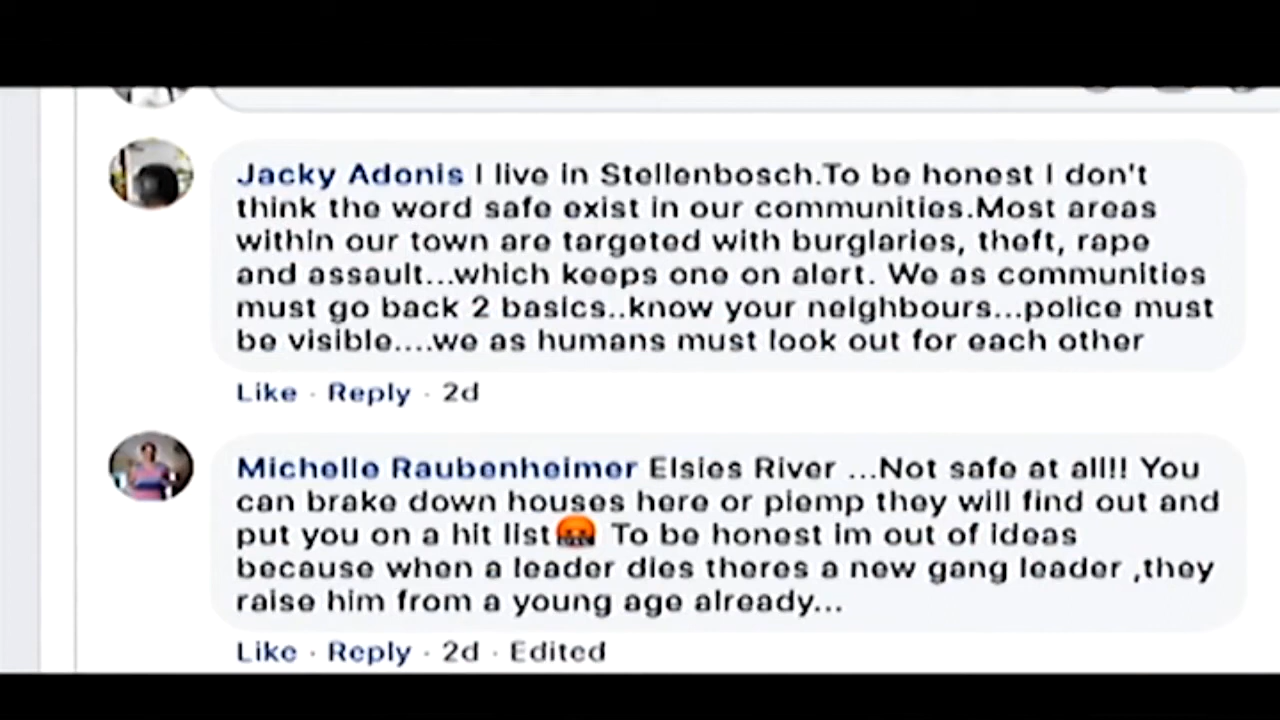 Jacky Adonis I live in Stellenbosch.To be honest I don't
think the word safe exist in our communities.Most areas
within our town are targeted with burglaries, theft, rape
and assault...which keeps one on alert. We as communities
must go back 2 basics..know your neighbours...police must
be visible....we as humans must look out for each other
Like · Reply · 2d
Michelle Raubenheimer Elsies River ...Not safe at all!! You
can brake down houses here or piemp they will find out and
put you on a hit list🤬 To be honest im out of ideas
because when a leader dies theres a new gang leader ,they
raise him from a young age already...
Like · Reply · 2d · Edited